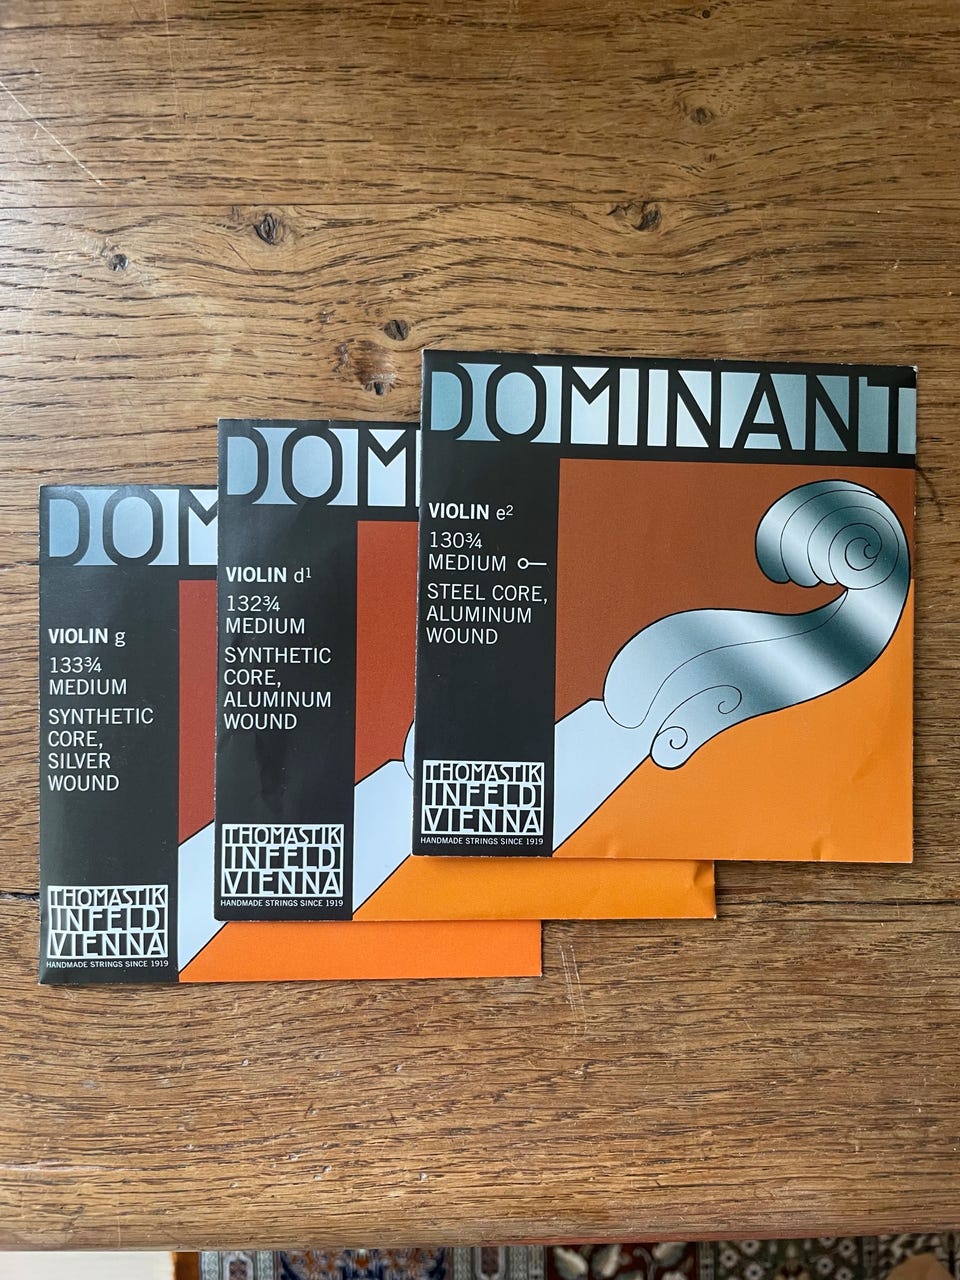 DOM
VIOLIN g
133¾
MEDIUM
SYNTHETIC
CORE,
SILVER
WOUND
THOMASTIK
INFELD
VIENNA
HANDMADE STRINGS SINCE 1919
DOM
VIOLIN d¹
132¾
MEDIUM
SYNTHETIC
CORE,
ALUMINUM
WOUND
THOMASTIK
INFELD
VIENNA
HANDMADE STRINGS SINCE 1919
DOMINANT
VIOLIN e²
130¾
MEDIUM
STEEL CORE,
ALUMINUM
WOUND
THOMASTIK
INFELD
VIENNA
HANDMADE STRINGS SINCE 1919